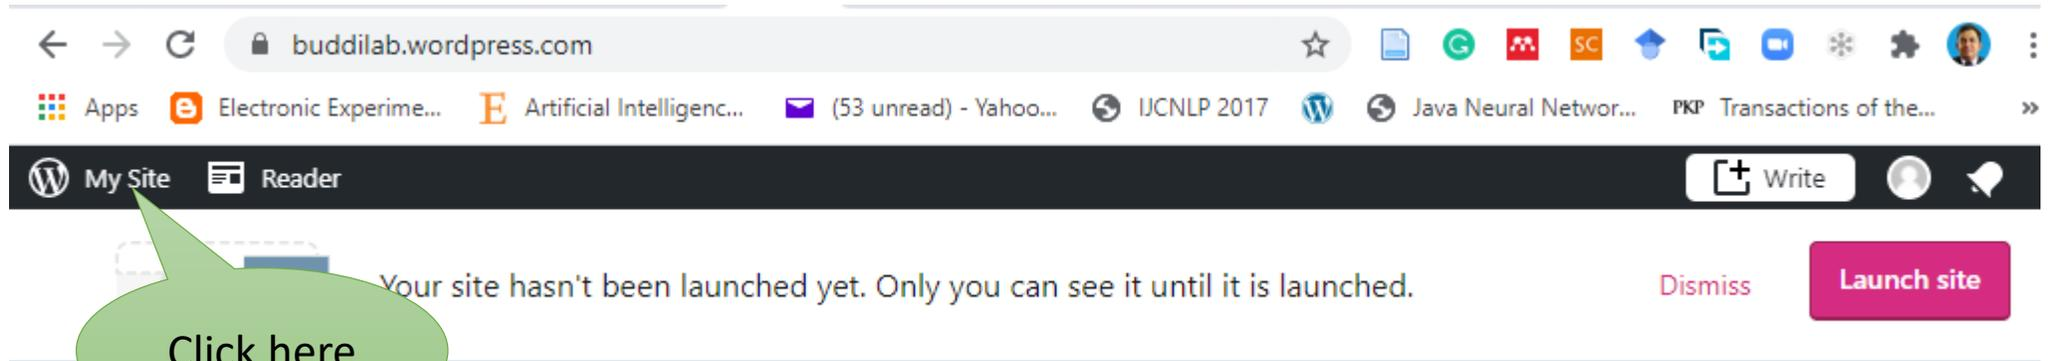 buddilab.wordpress.com
G SC
Apps Electronic Experime... E Artificial Intelligenc... (53 unread) - Yahoo... IJCNLP 2017 Java Neural Networ... PKP Transactions of the... »
My Site Reader Write
Your site hasn't been launched yet. Only you can see it until it is launched. Dismiss Launch site
Click here